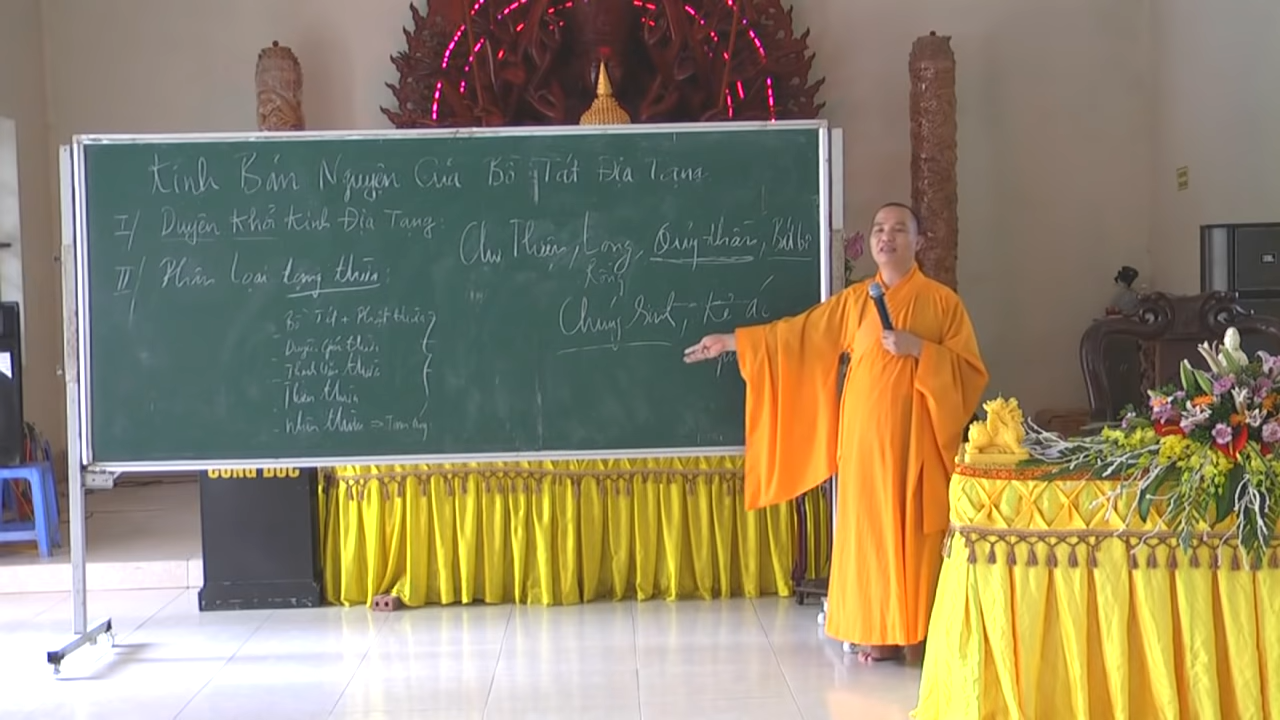 Kinh Bản Nguyện Của Bồ Tát Địa Tạng
I/ Duyên Khởi Kinh Địa Tạng:
II/ Phân loại tạng thừa:
- Bồ Tát + Phật thừa
- Duyên giác thừa
- Thanh văn thừa
- Thiên thừa
- Nhân thừa =>
Chư Thiên, Long, Quỷ thần, Bát bộ
Rồng
Chúng Sinh, Kẻ ác
CÔNG ĐỨC
JBL